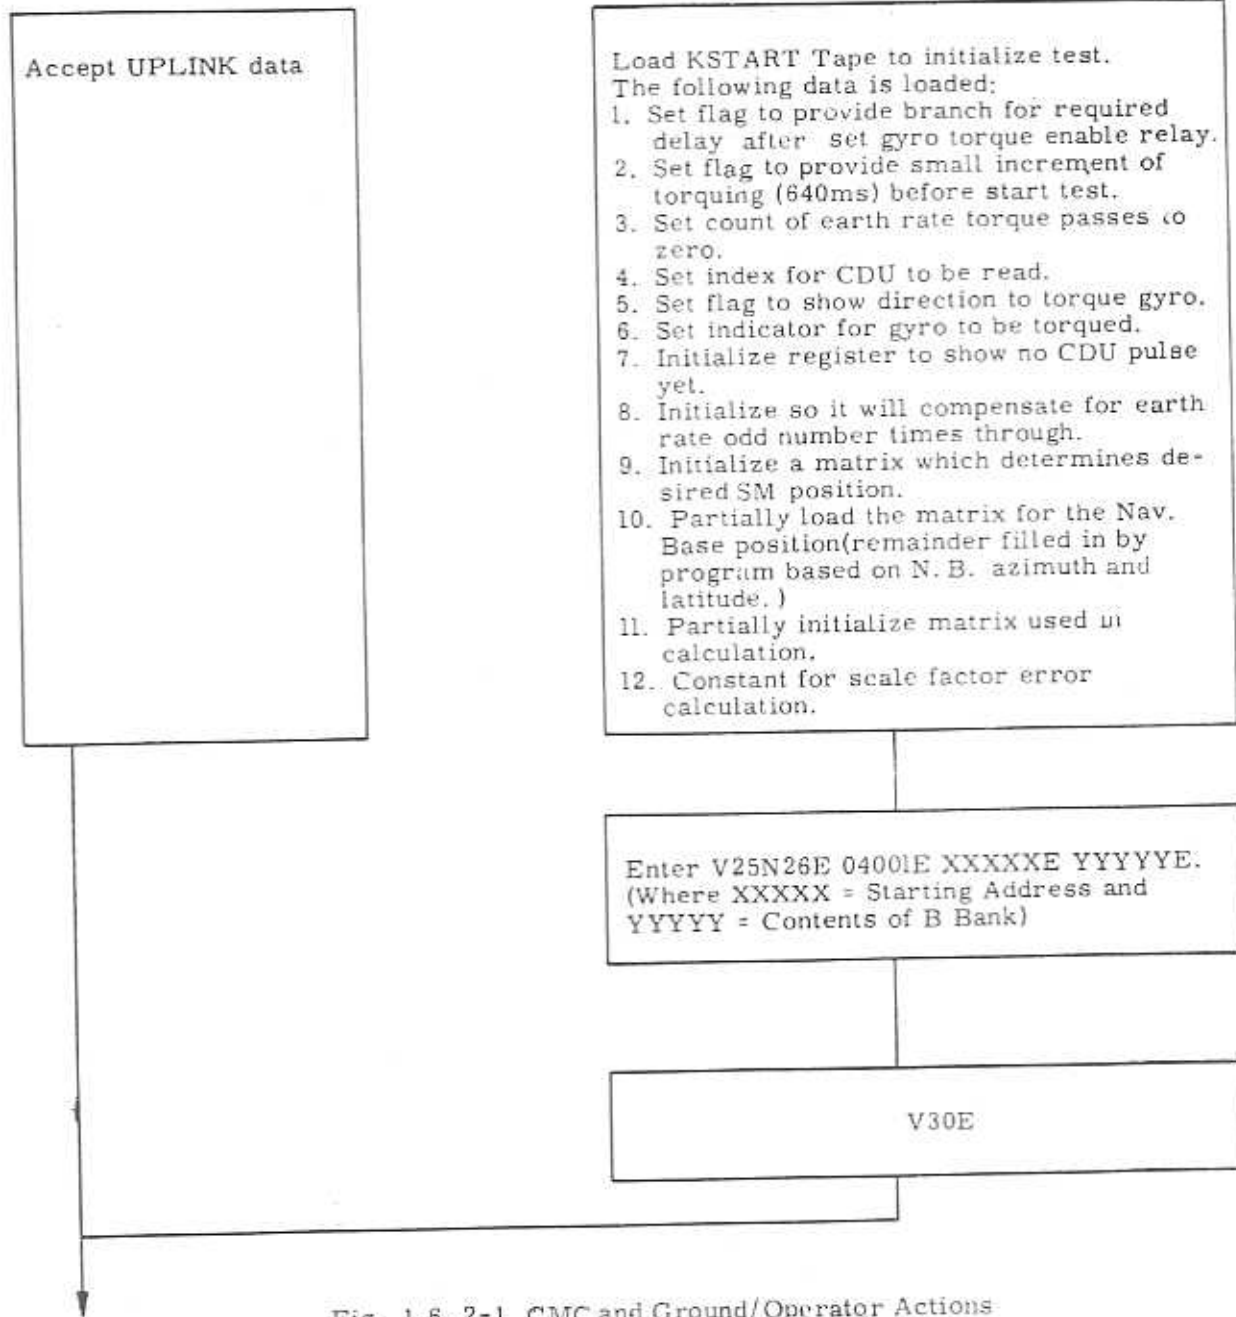 Accept UPLINK data
Load KSTART Tape to initialize test.
The following data is loaded:
1. Set flag to provide branch for required
delay after set gyro torque enable relay.
2. Set flag to provide small increment of
torquing (640ms) before start test.
3. Set count of earth rate torque passes to
zero.
4. Set index for CDU to be read.
5. Set flag to show direction to torque gyro.
6. Set indicator for gyro to be torqued.
7. Initialize register to show no CDU pulse
yet.
8. Initialize so it will compensate for earth
rate odd number times through.
9. Initialize a matrix which determines de-
sired SM position.
10. Partially load the matrix for the Nav.
Base position(remainder filled in by
program based on N. B. azimuth and
latitude. )
11. Partially initialize matrix used in
calculation.
12. Constant for scale factor error
calculation.
Enter V25N26E 04001E XXXXXE YYYYYE.
(Where XXXXX = Starting Address and
YYYYY = Contents of B Bank)
V30E
Fig. 1.6.2-1 CMC and Ground/Operator Actions